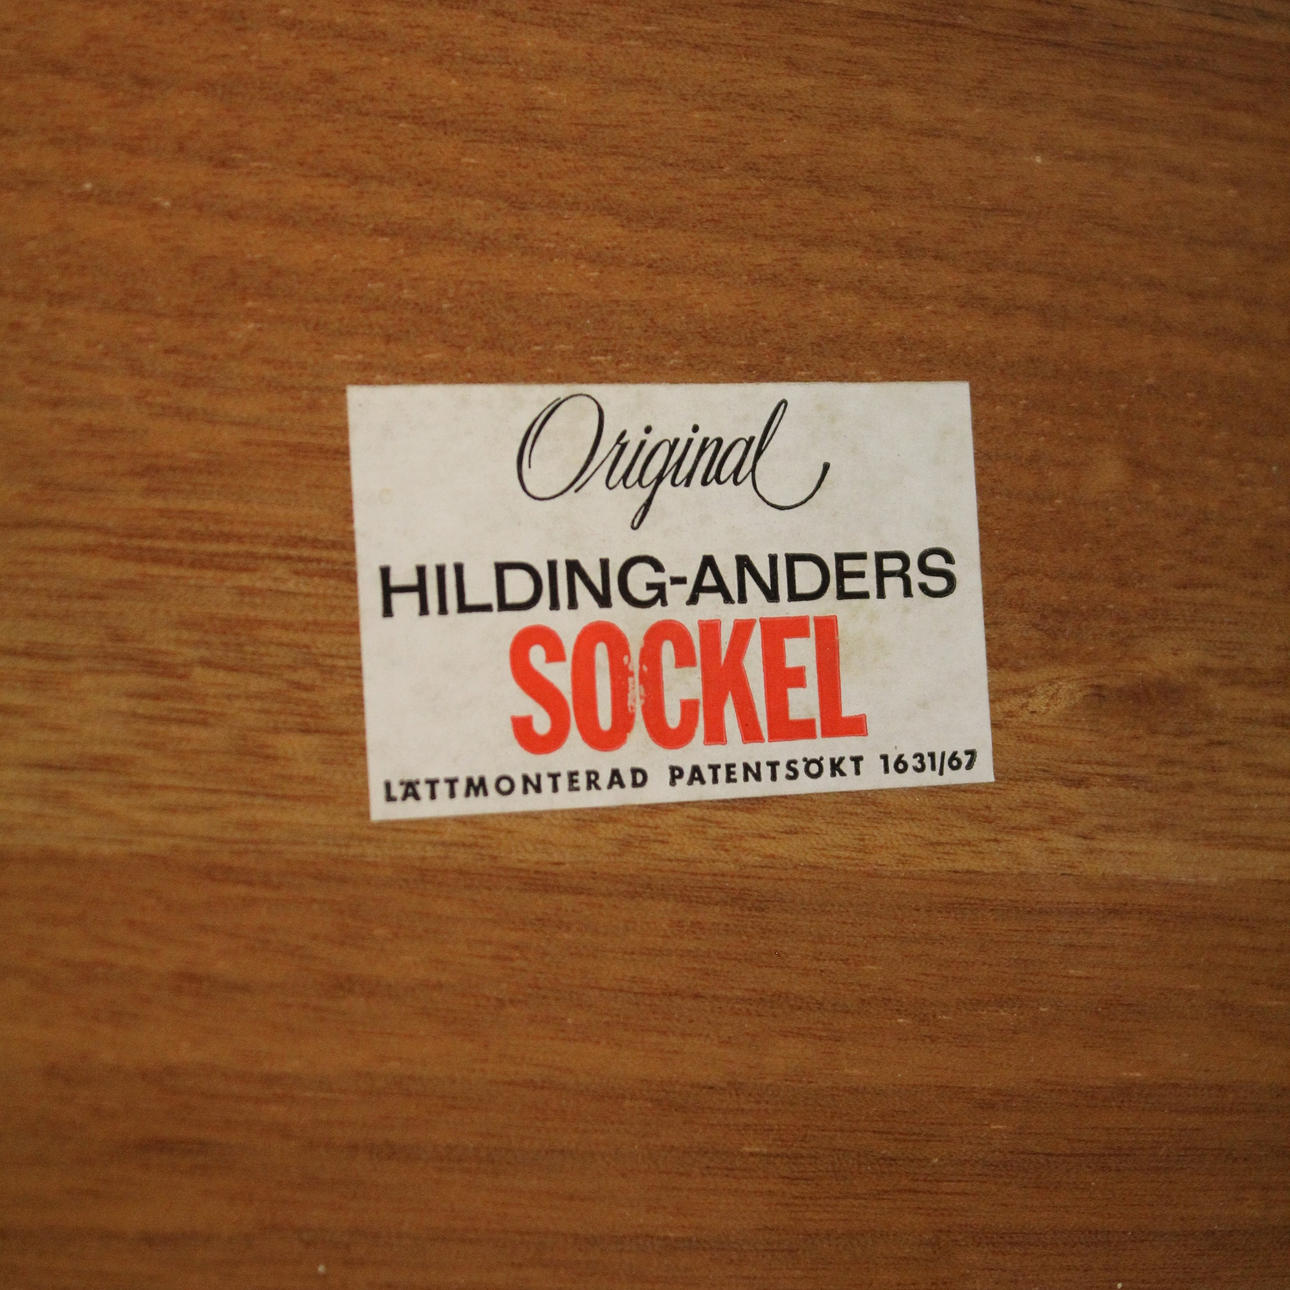 Original
HILDING-ANDERS
SOCKEL
LÄTTMONTERAD PATENTSÖKT 1631/67